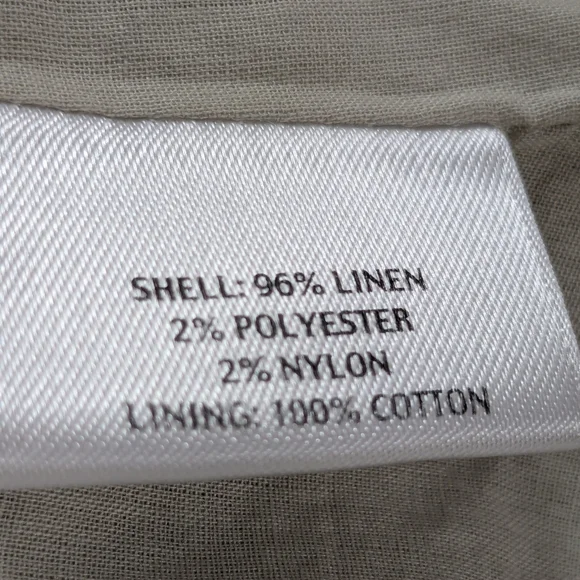 SHELL: 96% LINEN
2% POLYESTER
2% NYLON
LINING: 100% COTTON